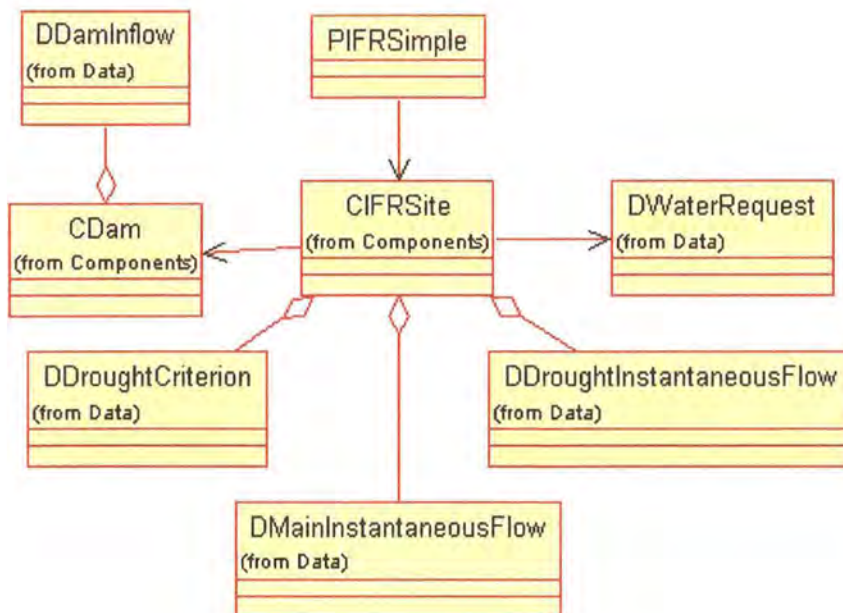 DDamInflow
(from Data)
PIFRSimple
CIFRSite
(from Components)
DWaterRequest
(from Data)
CDam
(from Components)
DDroughtCriterion
(from Data)
DDroughtInstantaneousFlow
(from Data)
DMainInstantaneousFlow
(from Data)